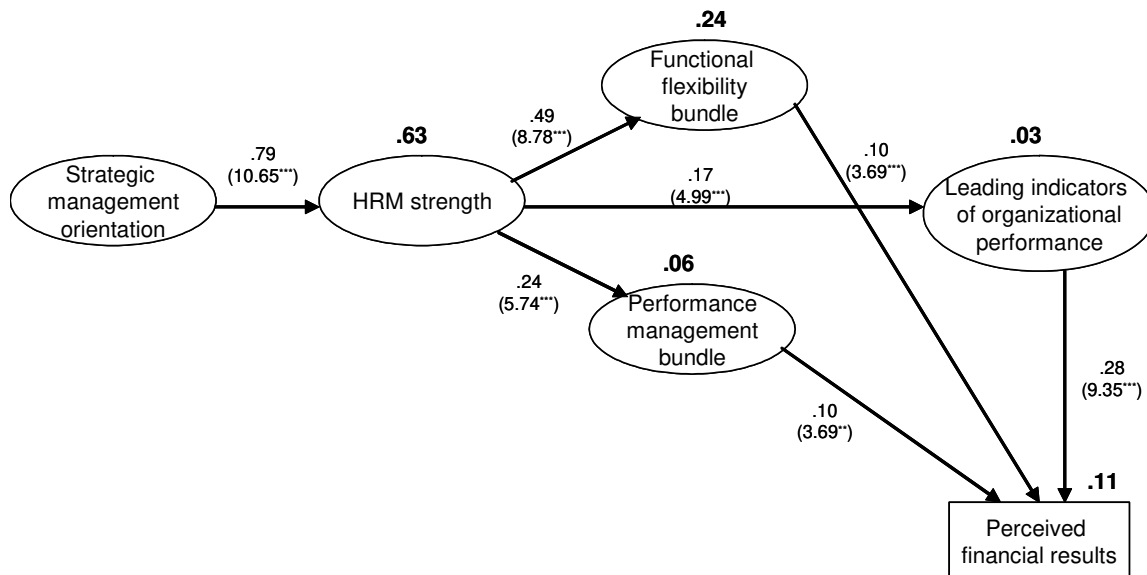 .24
Functional
flexibility
bundle
.49
(8.78***)
.63
.03
.79
(10.65***)
.10
(3.69***)
.17
(4.99***)
Strategic
management
orientation
HRM strength
Leading indicators
of organizational
performance
.24
(5.74***)
.06
Performance
management
bundle
.28
(9.35***)
.10
(3.69**)
.11
Perceived
financial results